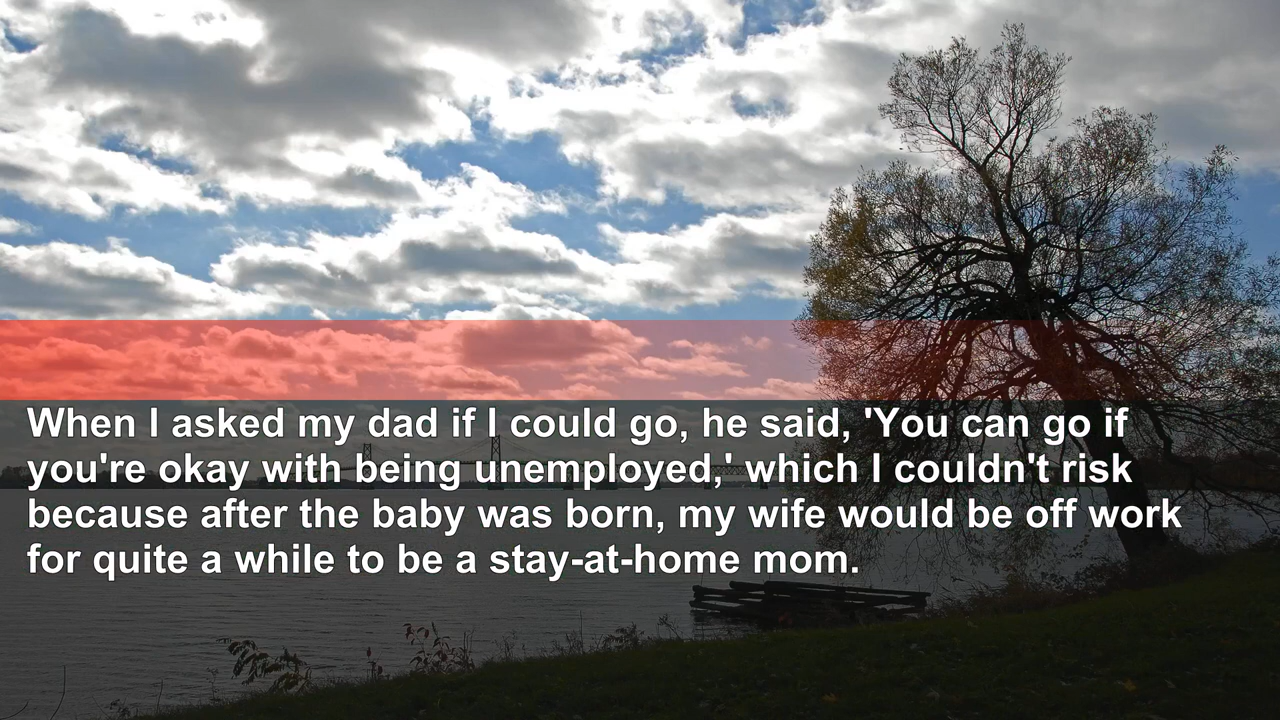 When I asked my dad if I could go, he said, 'You can go if
you're okay with being unemployed,' which I couldn't risk
because after the baby was born, my wife would be off work
for quite a while to be a stay-at-home mom.